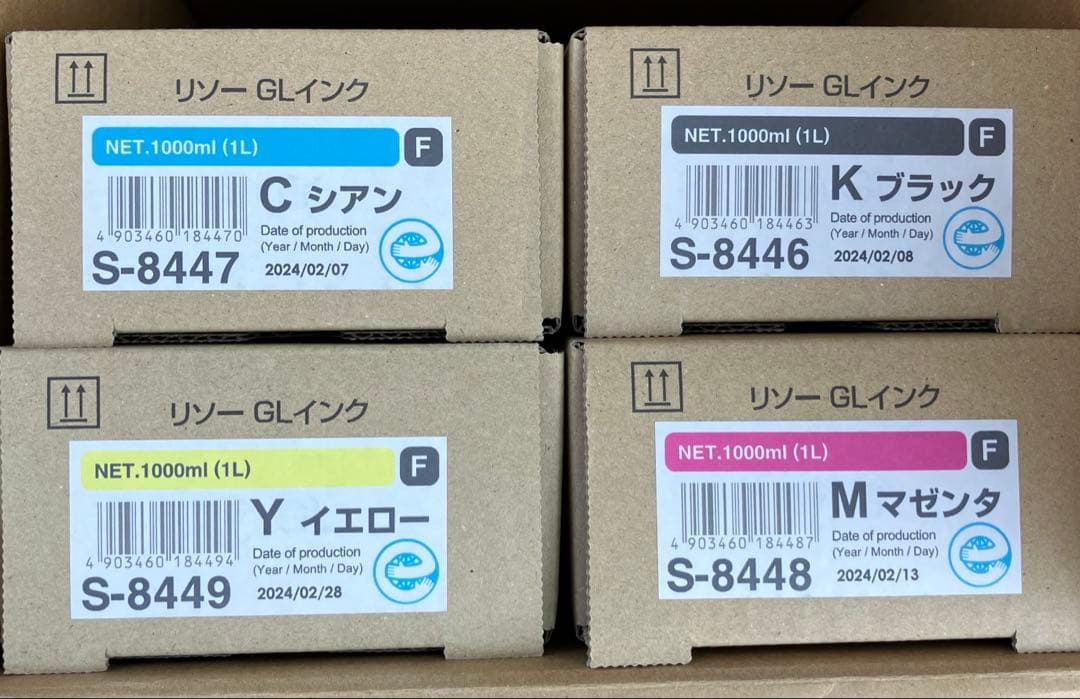 リソー GLインク
NET.1000ml (1L)
F
C シアン
4 903460 184470
Date of production
(Year / Month / Day)
S-8447
2024/02/07
リソー GLインク
NET.1000ml (1L)
F
K ブラック
4 903460 184463
Date of production
(Year / Month / Day)
S-8446
2024/02/08
リソー GLインク
NET.1000ml (1L)
F
Y イエロー
4 903460 184494
Date of production
(Year / Month / Day)
S-8449
2024/02/28
リソー GLインク
NET.1000ml (1L)
F
M マゼンタ
4 903460 184487
Date of production
(Year / Month / Day)
S-8448
2024/02/13